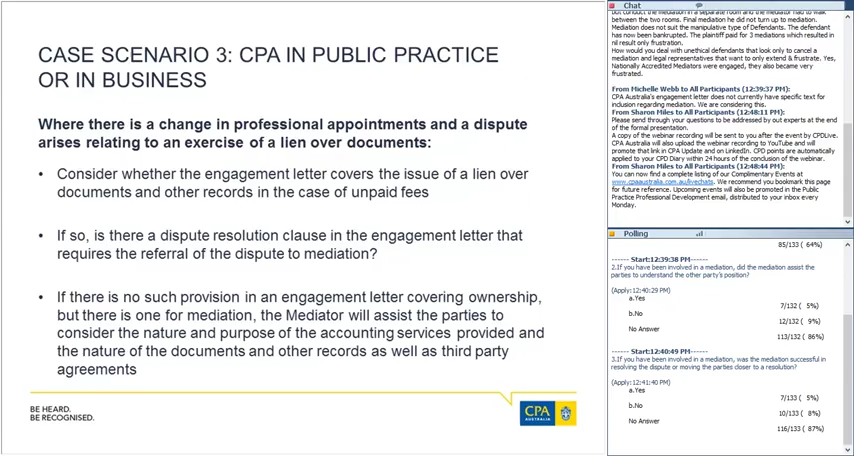 CASE SCENARIO 3: CPA IN PUBLIC PRACTICE
OR IN BUSINESS
Where there is a change in professional appointments and a dispute
arises relating to an exercise of a lien over documents:
• Consider whether the engagement letter covers the issue of a lien over
documents and other records in the case of unpaid fees
• If so, is there a dispute resolution clause in the engagement letter that
requires the referral of the dispute to mediation?
• If there is no such provision in an engagement letter covering ownership,
but there is one for mediation, the Mediator will assist the parties to
consider the nature and purpose of the accounting services provided and
the nature of the documents and other records as well as third party
agreements
BE HEARD.
BE RECOGNISED.
CPA
AUSTRALIA
Chat
but conduct the mediation in a separate room and the mediator had to walk
between the two rooms. Final mediation he did not turn up to mediation.
Mediation does not suit the manipulative type of Defendants. The defendant
has now been bankrupted. The plaintiff paid for 3 mediations which resulted in
nil result only frustration.
How would you deal with unethical defendants that look only to cancel a
mediation and legal representatives that want to only extend & frustrate. Yes,
Nationally Accredited Mediators were engaged, they also became very
frustrated.
From Michelle Webb to All Participants (12:39:37 PM):
CPA Australia's engagement letter does not currently have specific text for
inclusion regarding mediation. We are considering this.
From Sharon Miles to All Participants (12:48:11 PM):
Please send through your questions to be addressed by out experts at the end
of the formal presentation.
A copy of the webinar recording will be sent to you after the event by CPDLive.
CPA Australia will also upload the webinar recording to YouTube and will
promote that link in CPA Update and on LinkedIn. CPD points are automatically
applied to your CPD Diary within 24 hours of the conclusion of the webinar.
From Sharon Miles to All Participants (12:48:44 PM):
You can now find a complete listing of our Complimentary Events at
www.cpaaustralia.com.au/livechats. We recommend you bookmark this page
for future reference. Upcoming events will also be promoted in the Public
Practice Professional Development email, distributed to your inbox every
Monday.
Polling
85/133 ( 64%)
------ Start:12:39:38 PM------
2.If you have been involved in a mediation, did the mediation assist the
parties to understand the other party's position?
(Apply:12:40:29 PM)
a.Yes
7/132 ( 5%)
b.No
12/132 ( 9%)
No Answer
113/132 ( 86%)
------ Start:12:40:49 PM------
3.If you have been involved in a mediation, was the mediation successful in
resolving the dispute or moving the parties closer to a resolution?
(Apply:12:41:40 PM)
a.Yes
7/133 ( 5%)
b.No
10/133 ( 8%)
No Answer
116/133 ( 87%)